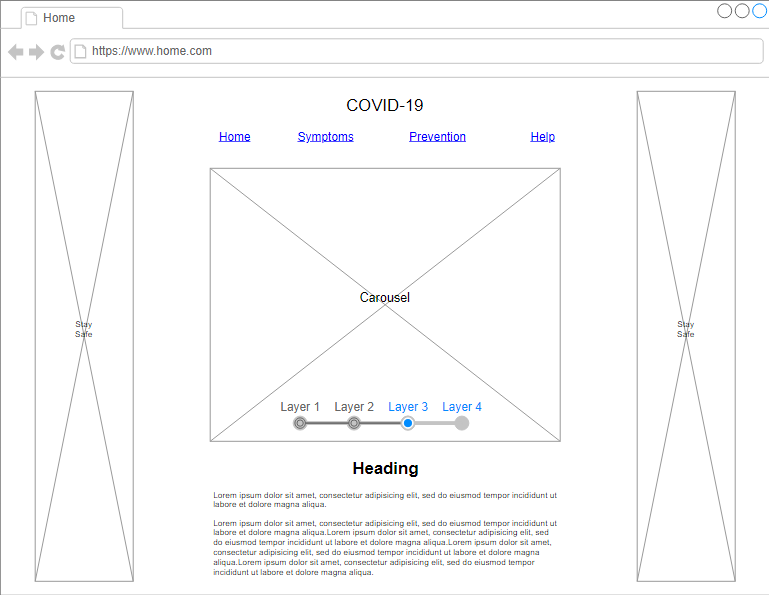 Home
https://www.home.com
COVID-19
Home Symptoms Prevention Help
Stay
Safe
Carousel
Stay
Safe
Layer 1 Layer 2 Layer 3 Layer 4
Heading
Lorem ipsum dolor sit amet, consectetur adipisicing elit, sed do eiusmod tempor incididunt ut
labore et dolore magna aliqua.
Lorem ipsum dolor sit amet, consectetur adipisicing elit, sed do eiusmod tempor incididunt ut
labore et dolore magna aliqua.Lorem ipsum dolor sit amet, consectetur adipisicing elit, sed
do eiusmod tempor incididunt ut labore et dolore magna aliqua.Lorem ipsum dolor sit amet,
consectetur adipisicing elit, sed do eiusmod tempor incididunt ut labore et dolore magna
aliqua.Lorem ipsum dolor sit amet, consectetur adipisicing elit, sed do eiusmod tempor
incididunt ut labore et dolore magna aliqua.